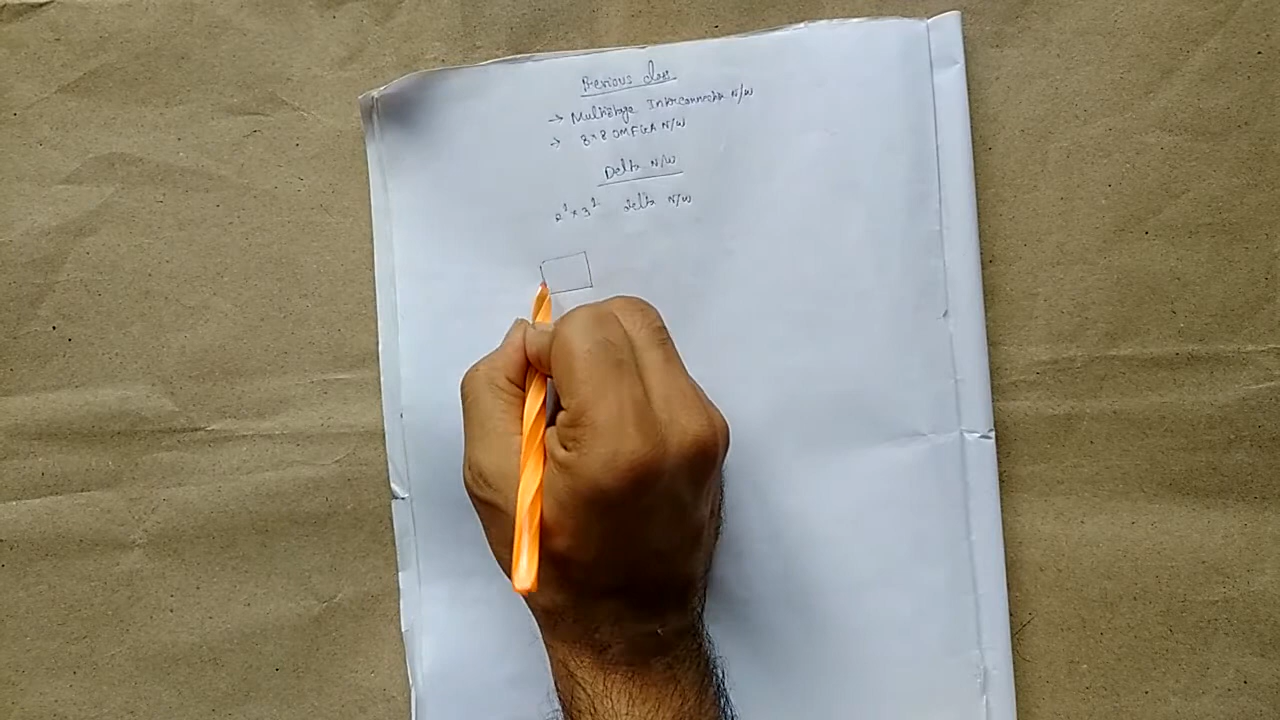 Previous class
→ Multistage Interconnection N/W
→ 8×8 OMEGA N/W
Delta N/W
2² × 3² delta N/W